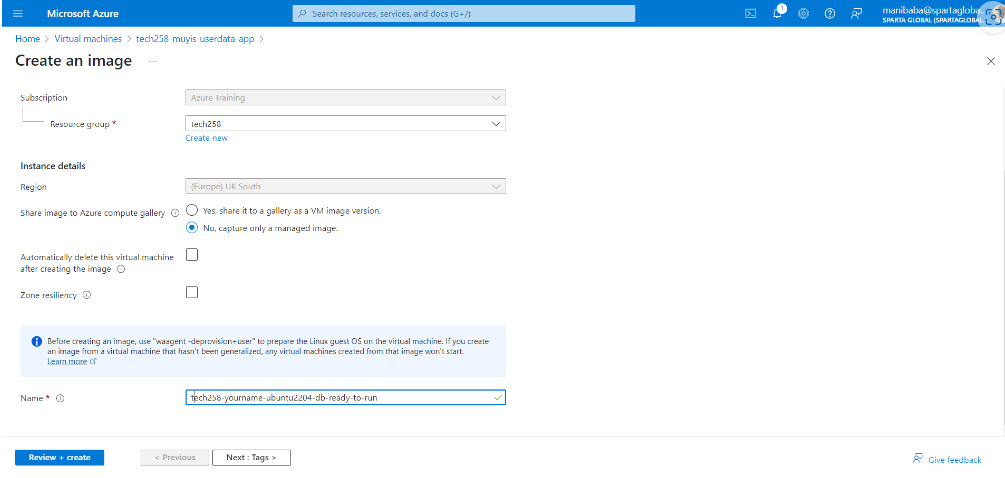 Microsoft Azure
Search resources, services, and docs (G+/)
1
manibaba@spartagloba...
SPARTA GLOBAL (SPARTAGLOBAL....
Home > Virtual machines > tech258-muyis-userdata-app >
Create an image ...
Subscription
Azure Training
Resource group *
tech258
Create new
Instance details
Region
(Europe) UK South
Share image to Azure compute gallery
Yes, share it to a gallery as a VM image version.
No, capture only a managed image.
Automatically delete this virtual machine
after creating the image
Zone resiliency
Before creating an image, use "waagent -deprovision+user" to prepare the Linux guest OS on the virtual machine. If you create
an image from a virtual machine that hasn't been generalized, any virtual machines created from that image won't start.
Learn more
Name *
tech258-yourname-ubuntu2204-db-ready-to-run
Review + create
< Previous
Next : Tags >
Give feedback